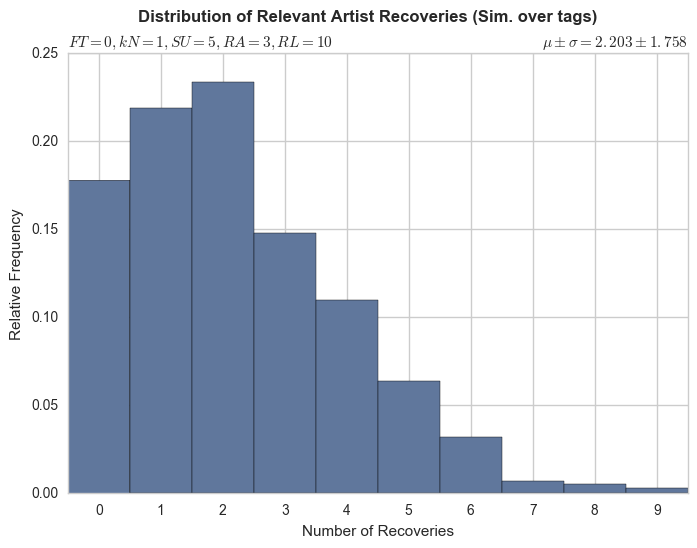 Distribution of Relevant Artist Recoveries (Sim. over tags)
FT = 0, kN = 1, SU = 5, RA = 3, RL = 10
μ ± σ = 2.203 ± 1.758
0.25
0.20
0.15
0.10
0.05
0.00
Relative Frequency
0 1 2 3 4 5 6 7 8 9
Number of Recoveries